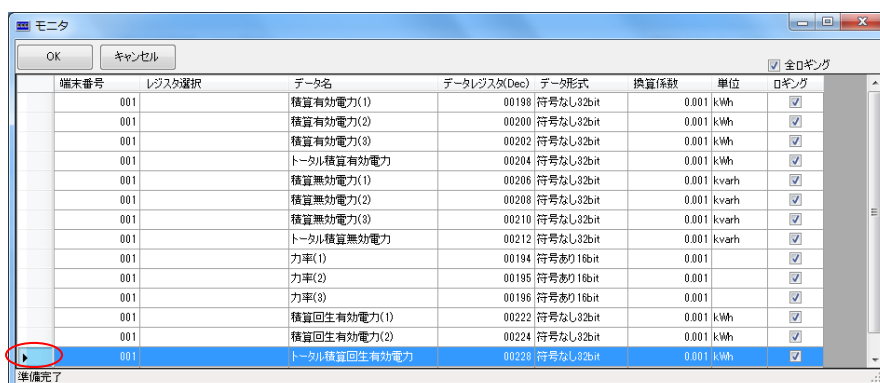 モニタ
OK キャンセル
全ロギング
端末番号 レジスタ選択 データ名 データレジスタ(Dec) データ形式 換算係数 単位 ロギング
001 積算有効電力(1) 00198 符号なし32bit 0.001 kWh
001 積算有効電力(2) 00200 符号なし32bit 0.001 kWh
001 積算有効電力(3) 00202 符号なし32bit 0.001 kWh
001 トータル積算有効電力 00204 符号なし32bit 0.001 kWh
001 積算無効電力(1) 00206 符号なし32bit 0.001 kvarh
001 積算無効電力(2) 00208 符号なし32bit 0.001 kvarh
001 積算無効電力(3) 00210 符号なし32bit 0.001 kvarh
001 トータル積算無効電力 00212 符号なし32bit 0.001 kvarh
001 力率(1) 00194 符号あり16bit 0.001
001 力率(2) 00195 符号あり16bit 0.001
001 力率(3) 00196 符号あり16bit 0.001
001 積算回生有効電力(1) 00222 符号なし32bit 0.001 kWh
001 積算回生有効電力(2) 00224 符号なし32bit 0.001 kWh
001 トータル積算回生有効電力 00228 符号なし32bit 0.001 kWh
準備完了